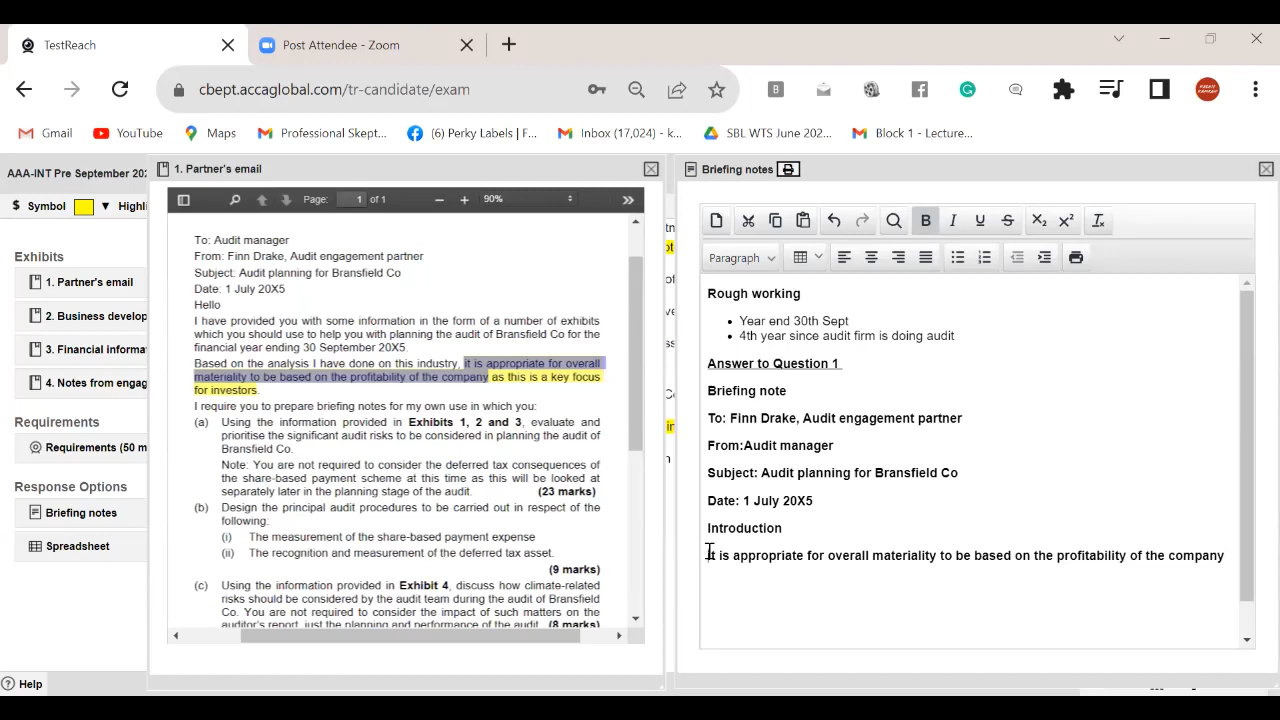 TestReach
Post Attendee - Zoom
cbept.accaglobal.com/tr-candidate/exam
Gmail
YouTube
Maps
Professional Skept...
(6) Perky Labels | F...
Inbox (17,024) - k...
SBL WTS June 202...
Block 1 - Lecture...
AAA-INT Pre September 202
$ Symbol
Highli
Exhibits
1. Partner's email
2. Business develop
3. Financial informa
4. Notes from engag
Requirements
Requirements (50 m
Response Options
Briefing notes
Spreadsheet
Help
1. Partner's email
Page: 1 of 1
90%
To: Audit manager
From: Finn Drake, Audit engagement partner
Subject: Audit planning for Bransfield Co
Date: 1 July 20X5
Hello
I have provided you with some information in the form of a number of exhibits
which you should use to help you with planning the audit of Bransfield Co for the
financial year ending 30 September 20X5.
Based on the analysis I have done on this industry, it is appropriate for overall
materiality to be based on the profitability of the company as this is a key focus
for investors.
I require you to prepare briefing notes for my own use in which you:
(a) Using the information provided in Exhibits 1, 2 and 3, evaluate and
prioritise the significant audit risks to be considered in planning the audit of
Bransfield Co.
Note: You are not required to consider the deferred tax consequences of
the share-based payment scheme at this time as this will be looked at
separately later in the planning stage of the audit. (23 marks)
(b) Design the principal audit procedures to be carried out in respect of the
following:
(i) The measurement of the share-based payment expense
(ii) The recognition and measurement of the deferred tax asset.
(9 marks)
(c) Using the information provided in Exhibit 4, discuss how climate-related
risks should be considered by the audit team during the audit of Bransfield
Co. You are not required to consider the impact of such matters on the
auditor's report, just the planning and performance of the audit. (8 marks)
Briefing notes
B I U S X₂ X² Ix
Paragraph
Rough working
• Year end 30th Sept
• 4th year since audit firm is doing audit
Answer to Question 1
Briefing note
To: Finn Drake, Audit engagement partner
From:Audit manager
Subject: Audit planning for Bransfield Co
Date: 1 July 20X5
Introduction
it is appropriate for overall materiality to be based on the profitability of the company